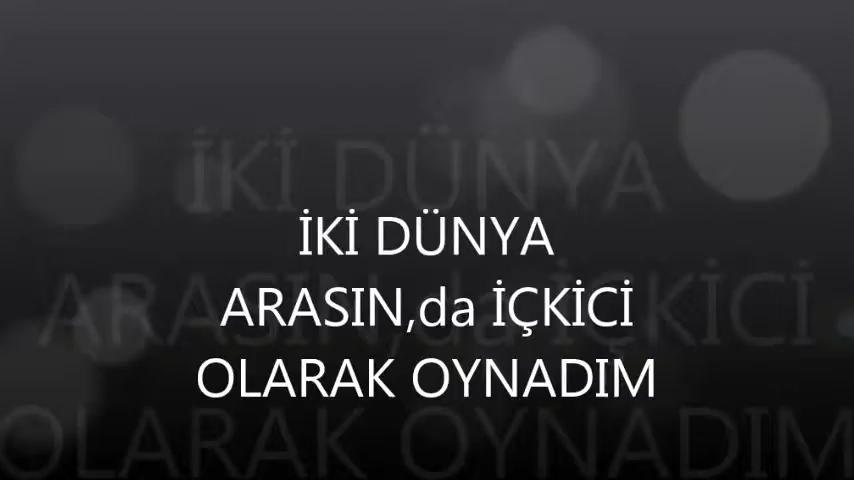 İKİ DÜNYA
ARASIN,da İÇKİCİ
OLARAK OYNADIM